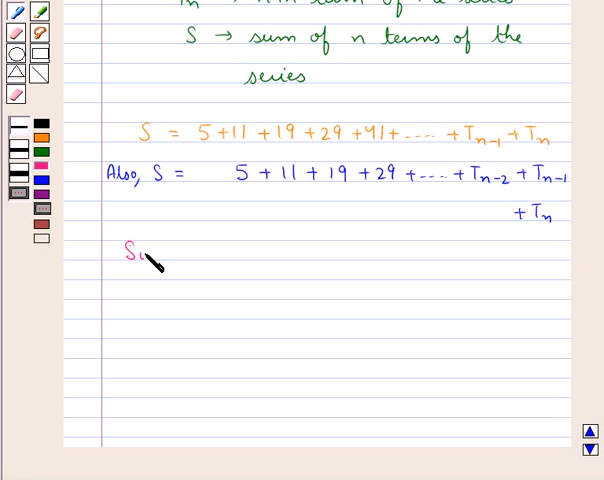 S → sum of n terms of the
series
S = 5+11+19+29+41+.....+Tn-1+Tn
Also, S = 5+11+19+29+.....+Tn-2+Tn-1
+Tn
Su